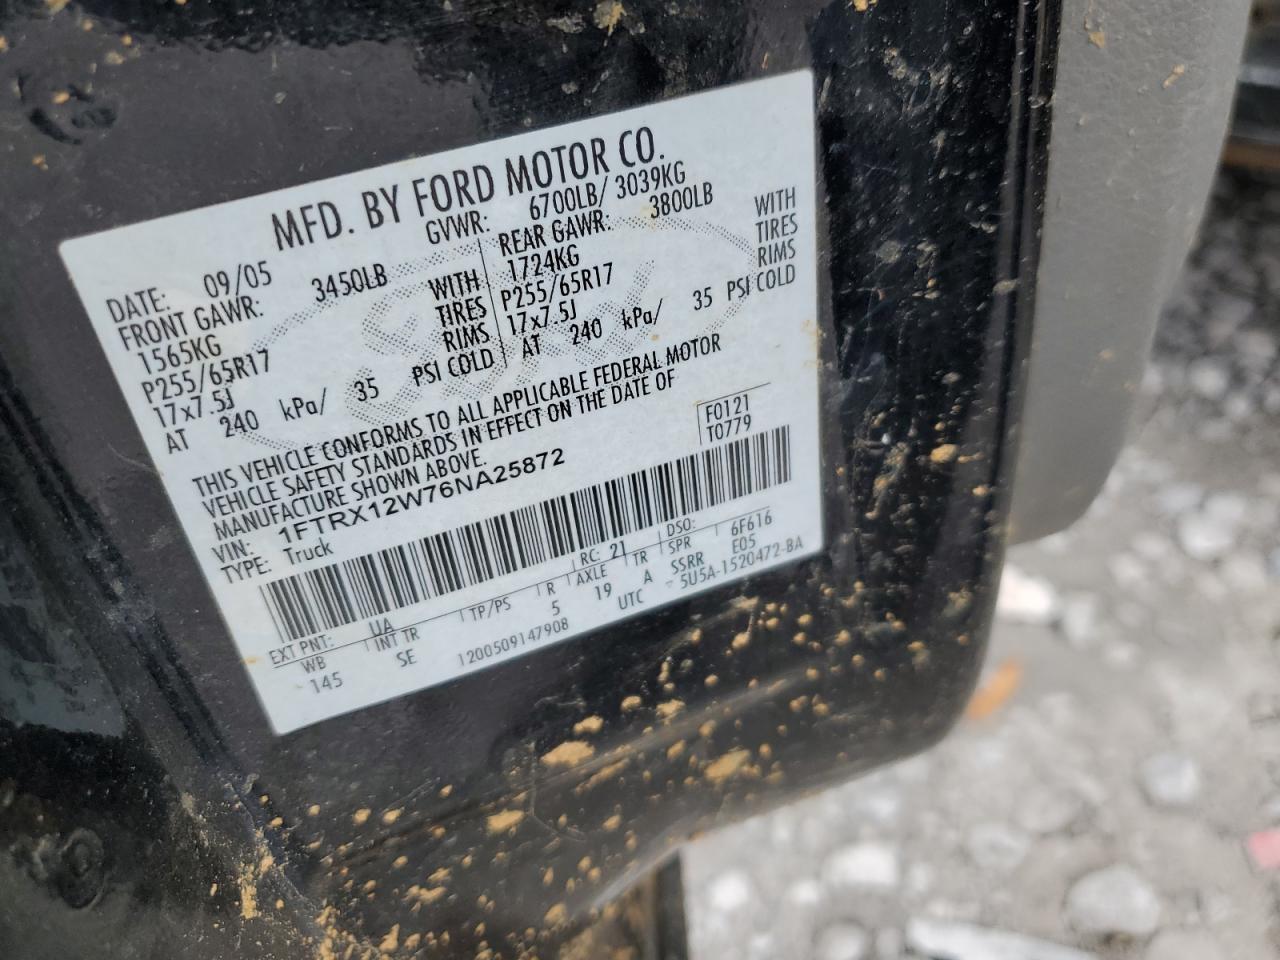 MFD. BY FORD MOTOR CO.
DATE: 09/05 GVWR: 6700LB/ 3039KG
FRONT GAWR: 3450LB REAR GAWR: 3800LB
1565KG WITH 1724KG WITH
P255/65R17 TIRES P255/65R17 TIRES
17x7.5J RIMS 17x7.5J RIMS
AT 240 kPa/ 35 PSI COLD AT 240 kPa/ 35 PSI COLD
THIS VEHICLE CONFORMS TO ALL APPLICABLE FEDERAL MOTOR
VEHICLE SAFETY STANDARDS IN EFFECT ON THE DATE OF
MANUFACTURE SHOWN ABOVE.
VIN: 1FTRX12W76NA25872 F0121
TYPE: Truck T0779
EXT PNT: UA RC: 21 DSO:
WB INT TR TP/PS R AXLE TR SPR 6F616
145 SE 5 19 A SSRR E05
1200509147908 UTC 5U5A-1520472-BA